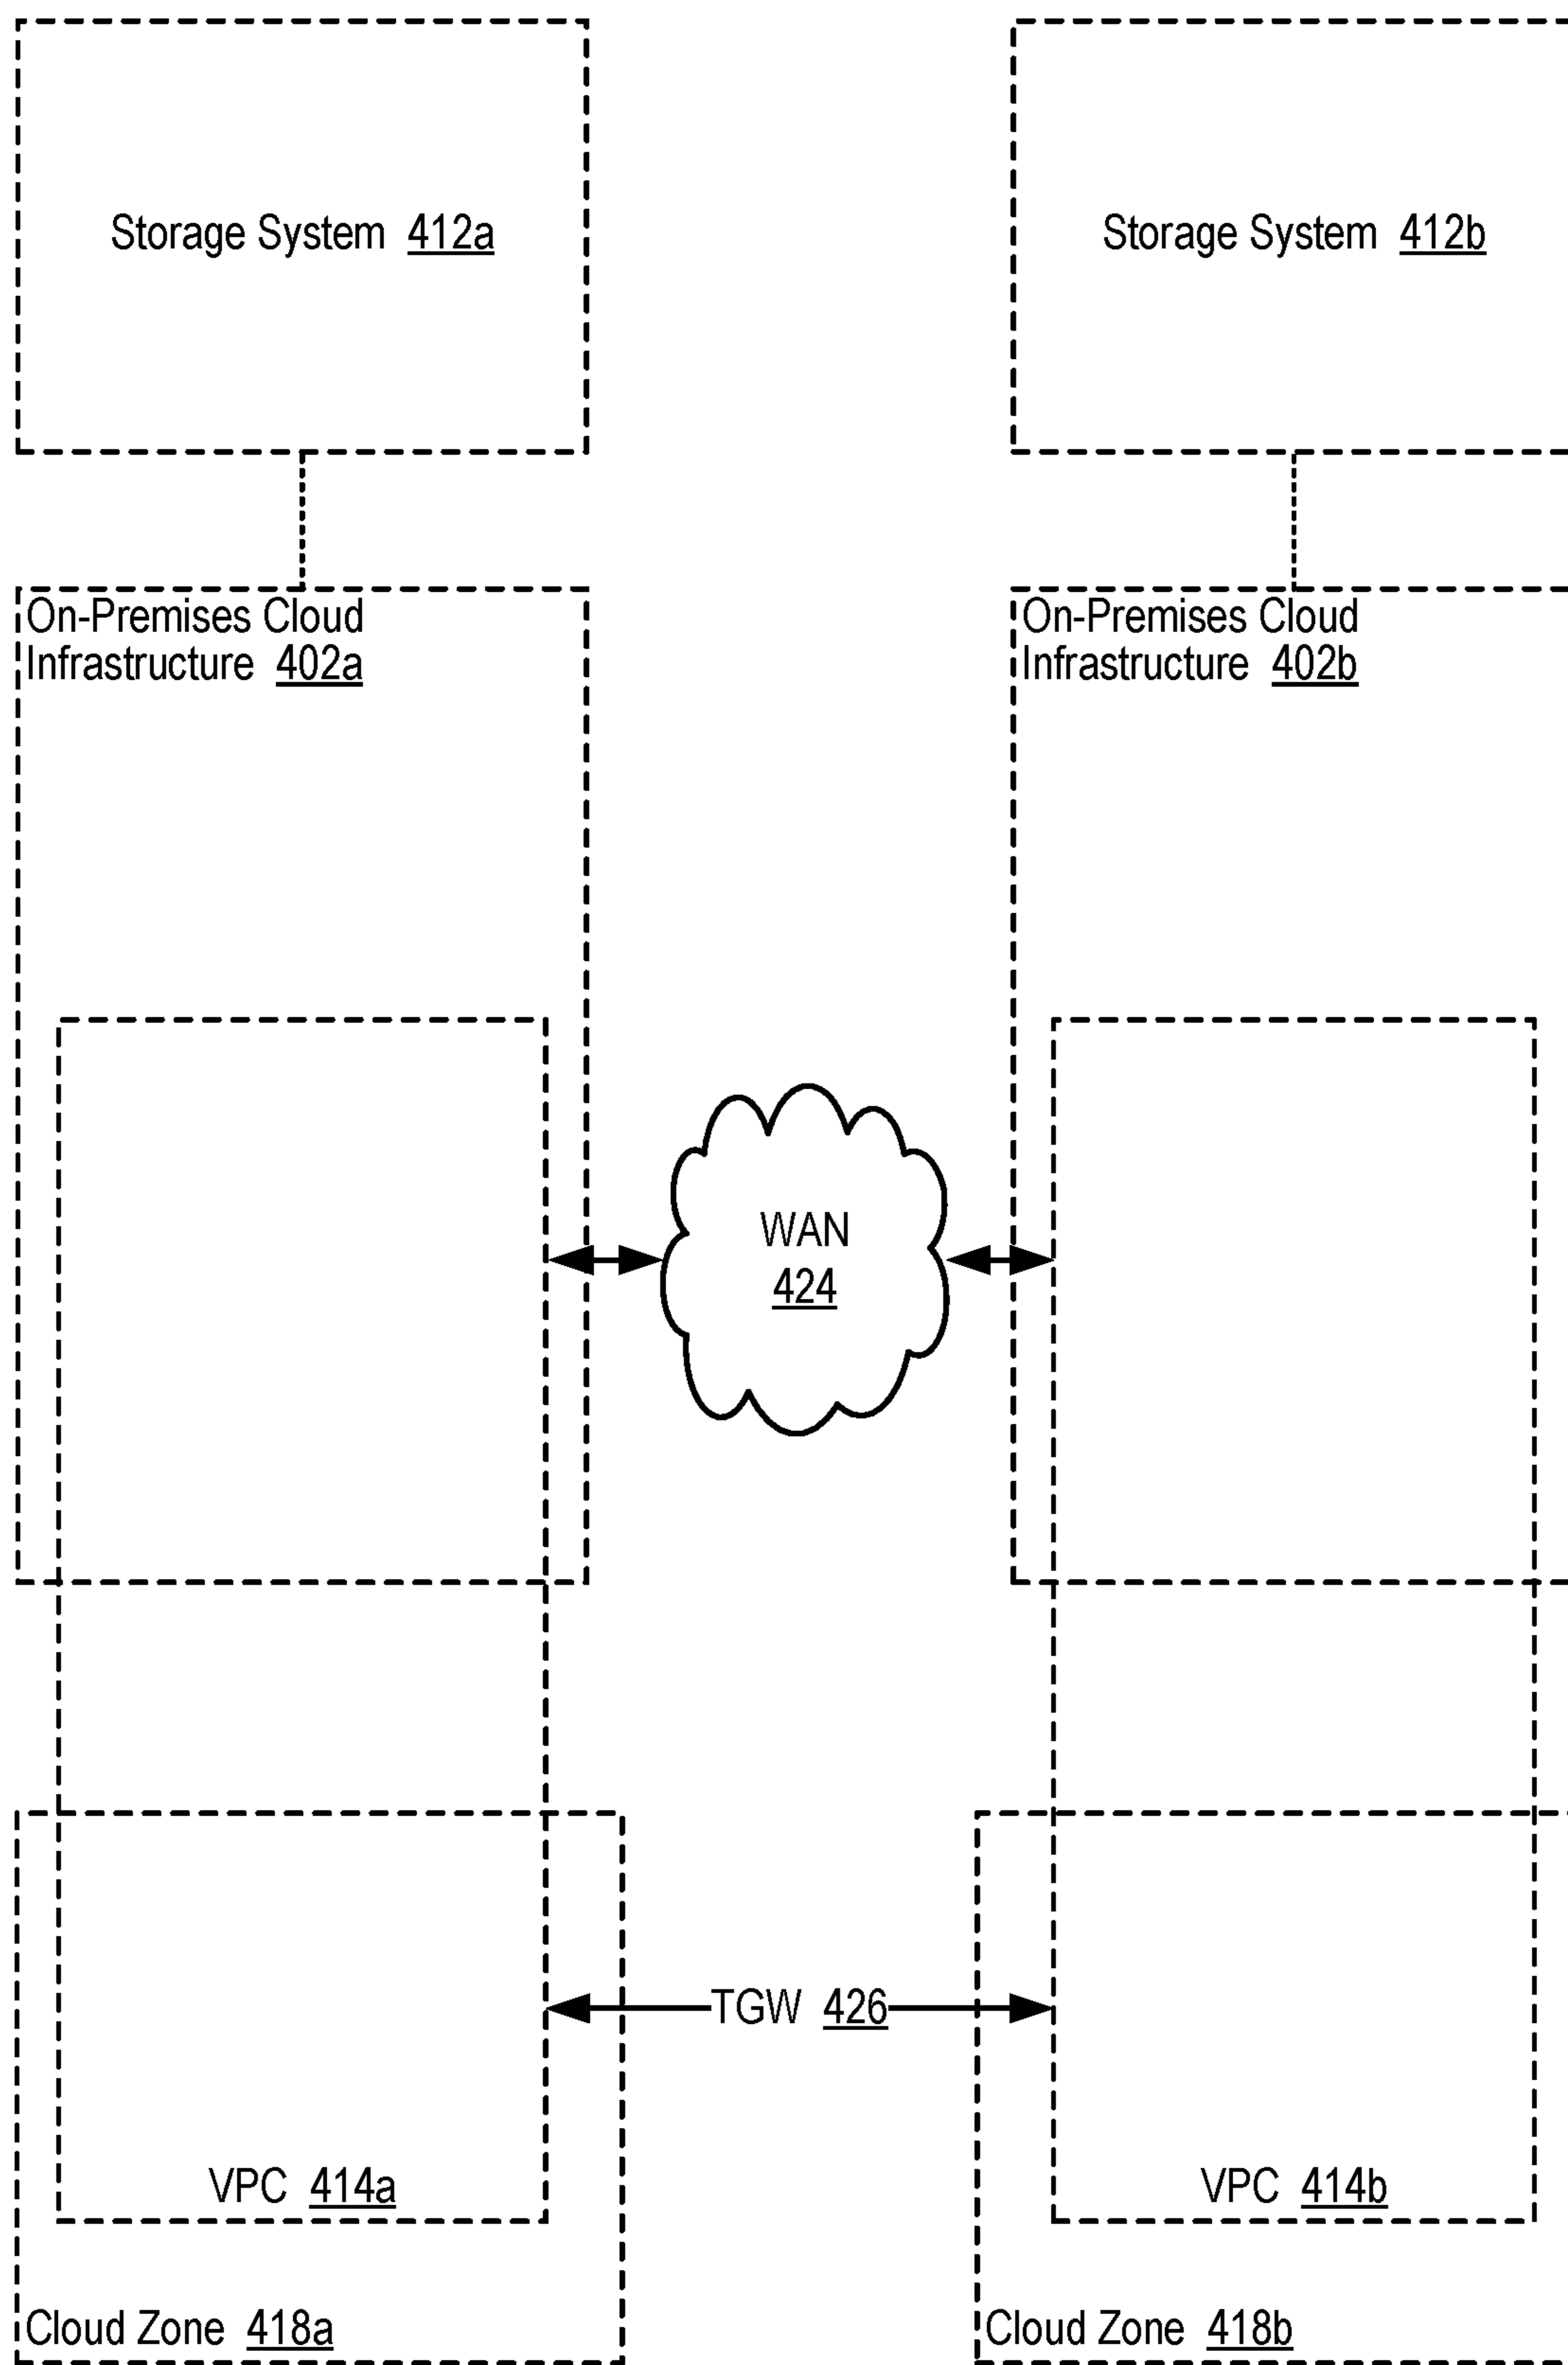 Storage System 412a
Storage System 412b
On-Premises Cloud
Infrastructure 402a
On-Premises Cloud
Infrastructure 402b
WAN
424
TGW 426
VPC 414a
VPC 414b
Cloud Zone 418a
Cloud Zone 418b